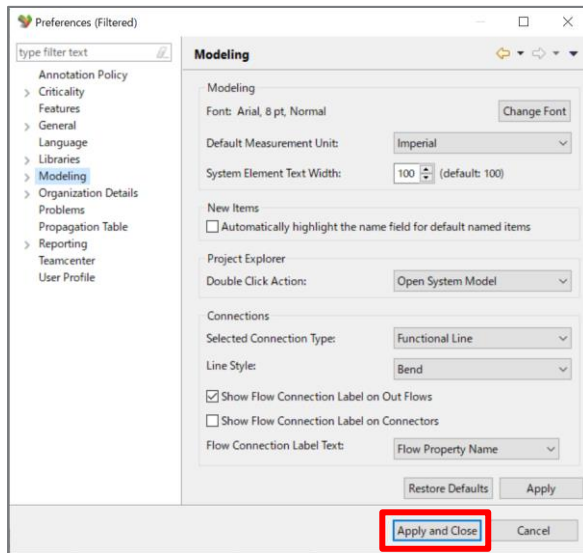 Preferences (Filtered)
type filter text
Annotation Policy
Criticality
Features
General
Language
Libraries
Modeling
Organization Details
Problems
Propagation Table
Reporting
Teamcenter
User Profile
Modeling
Modeling
Font: Arial, 8 pt, Normal
Change Font
Default Measurement Unit:
Imperial
System Element Text Width:
100
(default: 100)
New Items
Automatically highlight the name field for default named items
Project Explorer
Double Click Action:
Open System Model
Connections
Selected Connection Type:
Functional Line
Line Style:
Bend
Show Flow Connection Label on Out Flows
Show Flow Connection Label on Connectors
Flow Connection Label Text:
Flow Property Name
Restore Defaults
Apply
Apply and Close
Cancel